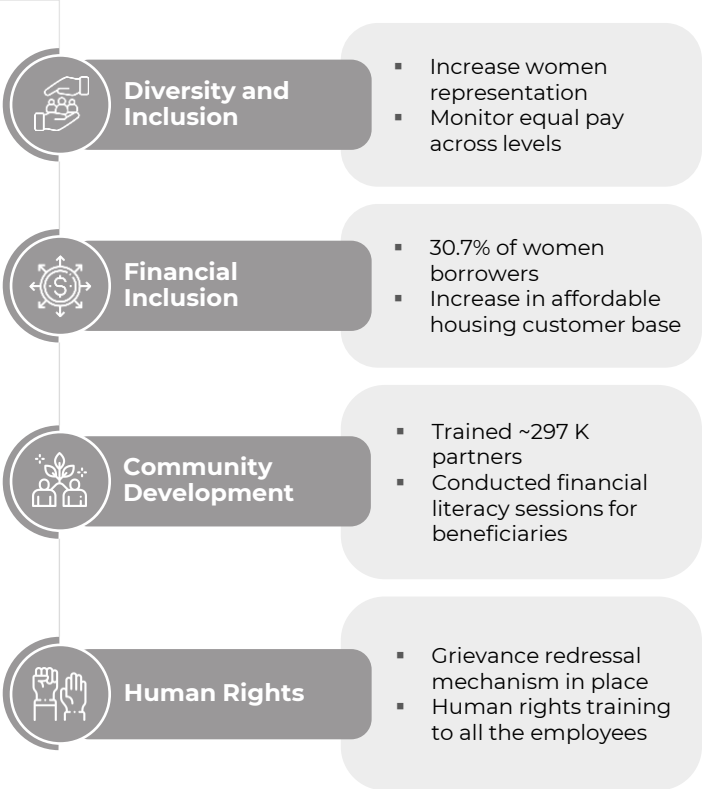 Diversity and
Inclusion
▪ Increase women
representation
▪ Monitor equal pay
across levels
Financial
Inclusion
▪ 30.7% of women
borrowers
▪ Increase in affordable
housing customer base
Community
Development
▪ Trained ~297 K
partners
▪ Conducted financial
literacy sessions for
beneficiaries
Human Rights
▪ Grievance redressal
mechanism in place
▪ Human rights training
to all the employees